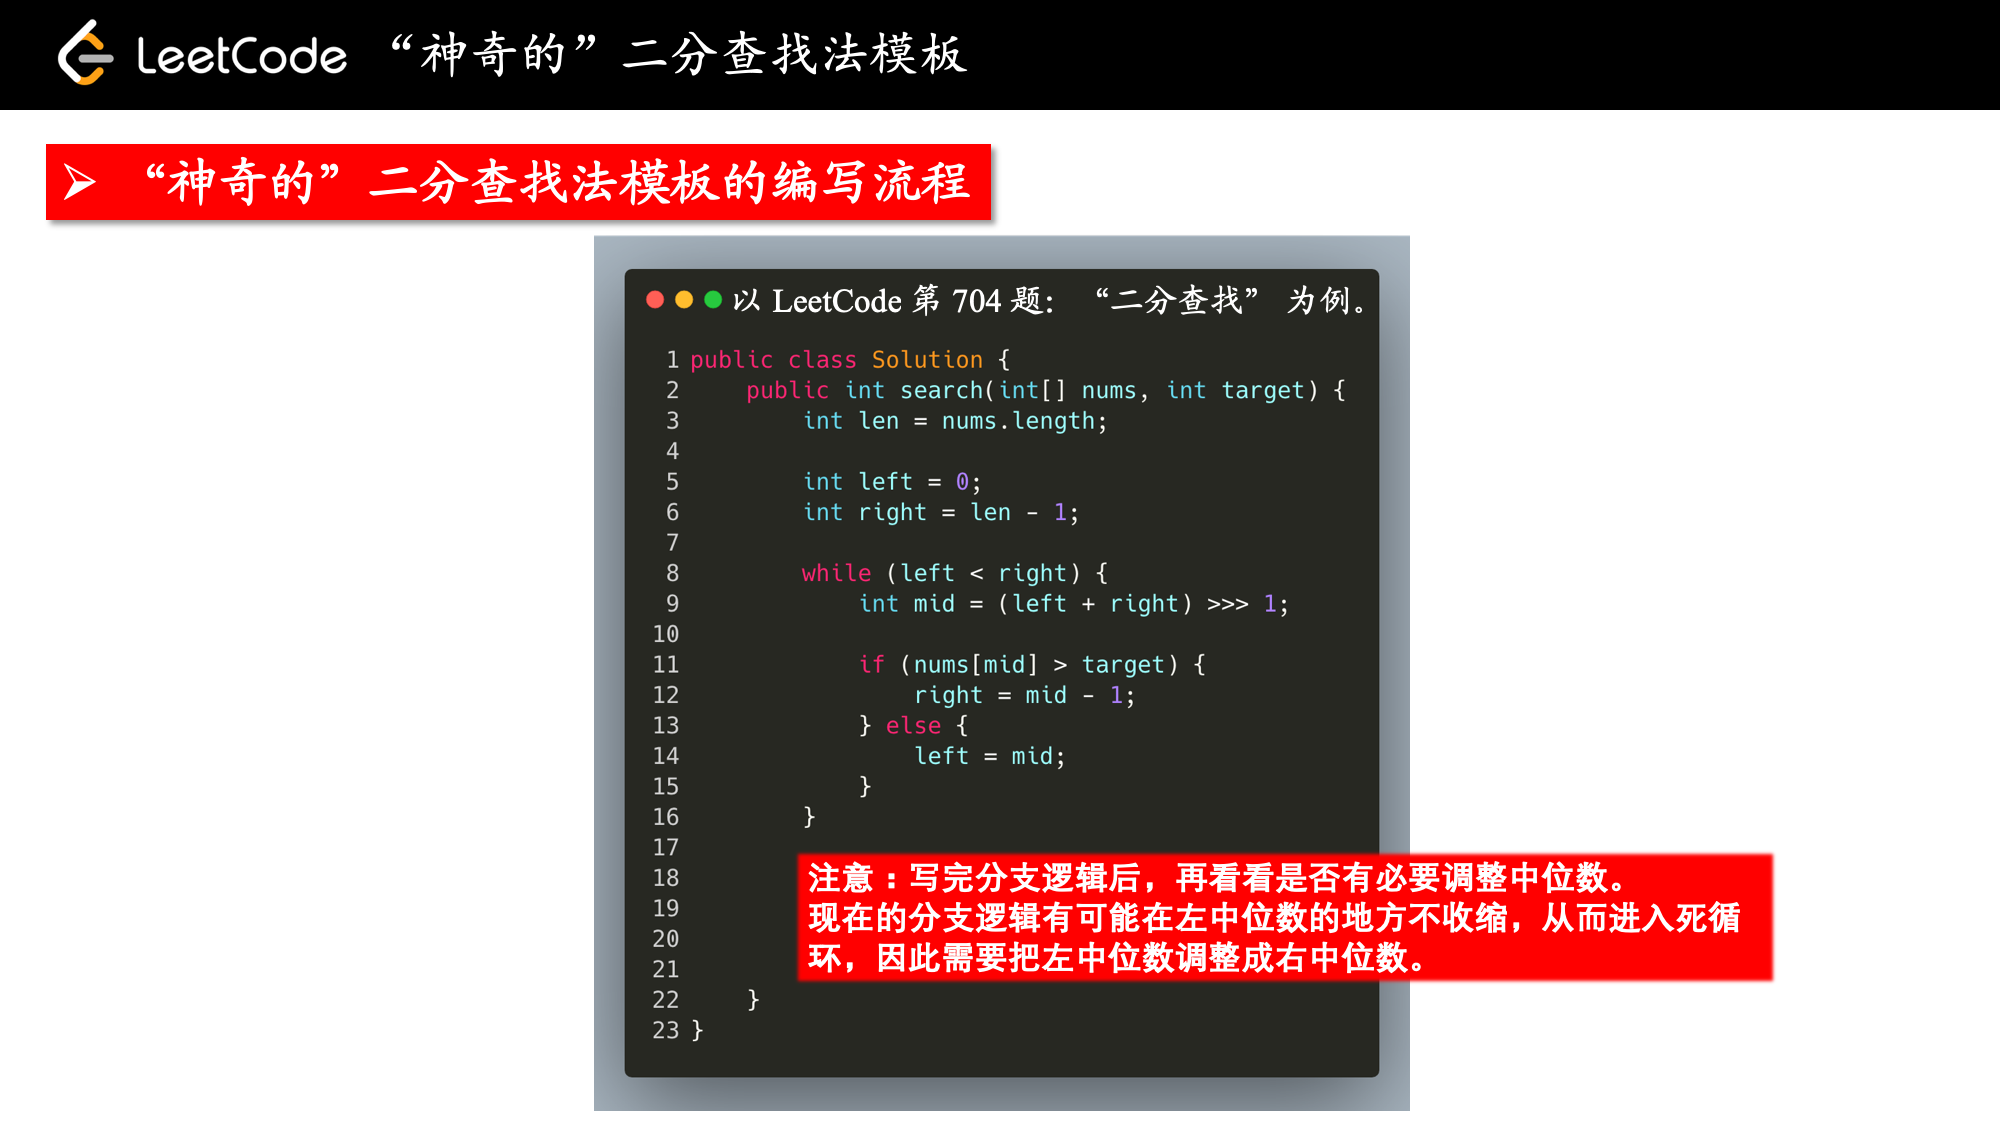 LeetCode “神奇的”二分查找法模板
➢ “神奇的”二分查找法模板的编写流程
以 LeetCode 第 704 题： “二分查找” 为例。
1 public class Solution {
2     public int search(int[] nums, int target) {
3         int len = nums.length;
4
5         int left = 0;
6         int right = len - 1;
7
8         while (left < right) {
9             int mid = (left + right) >>> 1;
10
11             if (nums[mid] > target) {
12                 right = mid - 1;
13             } else {
14                 left = mid;
15             }
16         }
17
18
19
20
21
22     }
23 }
注意：写完分支逻辑后，再看看是否有必要调整中位数。
现在的分支逻辑有可能在左中位数的地方不收缩，从而进入死循
环，因此需要把左中位数调整成右中位数。